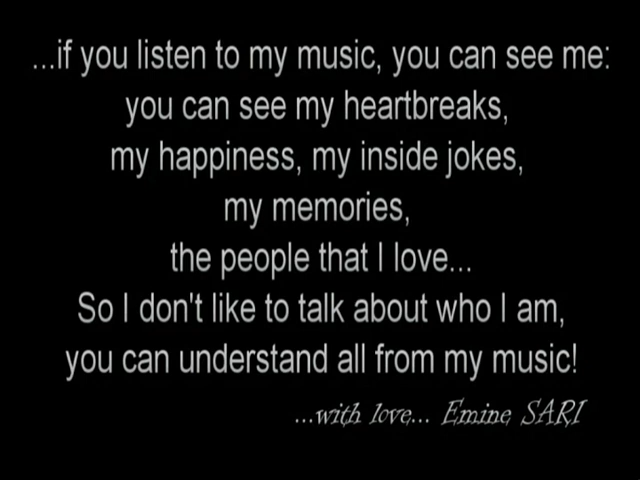 ...if you listen to my music, you can see me:
you can see my heartbreaks,
my happiness, my inside jokes,
my memories,
the people that I love...
So I don't like to talk about who I am,
you can understand all from my music!
...with love... Emine SARI